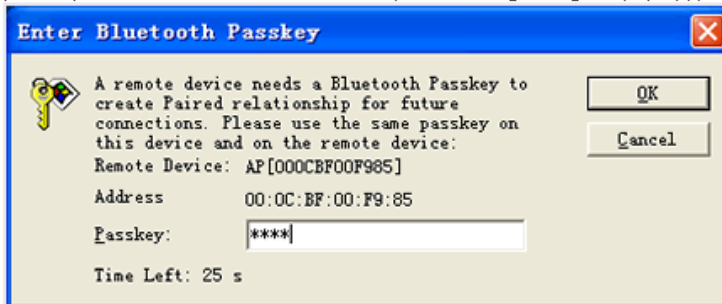 Enter Bluetooth Passkey
A remote device needs a Bluetooth Passkey to
create Paired relationship for future
connections. Please use the same passkey on
this device and on the remote device:
Remote Device: AP[000CBF00F985]
Address 00:0C:BF:00:F9:85
Passkey: ****
Time Left: 25 s
OK
Cancel